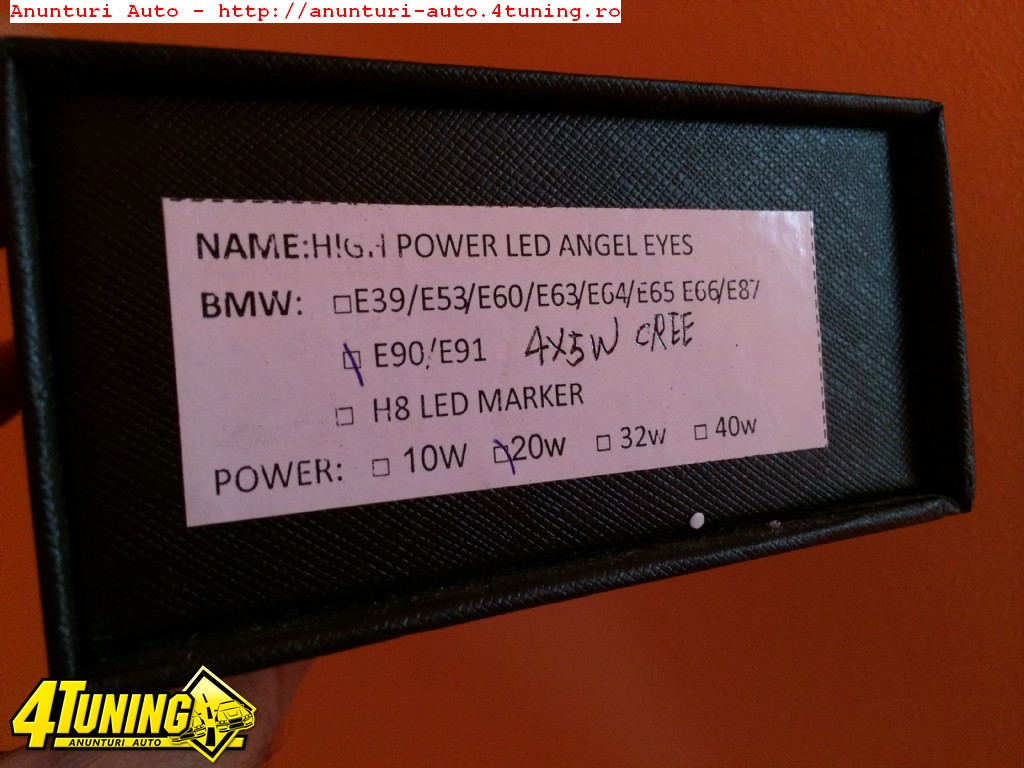 Anunturi Auto - http://anunturi-auto.4tuning.ro
NAME:HIGH POWER LED ANGEL EYES
BMW: □E39/E53/E60/E63/E64/E65 E66/E87
□ E90/E91 4X5W CREE
□ H8 LED MARKER
POWER: □ 10W □20W □ 32W □ 40W
4TUNING
ANUNTURI AUTO